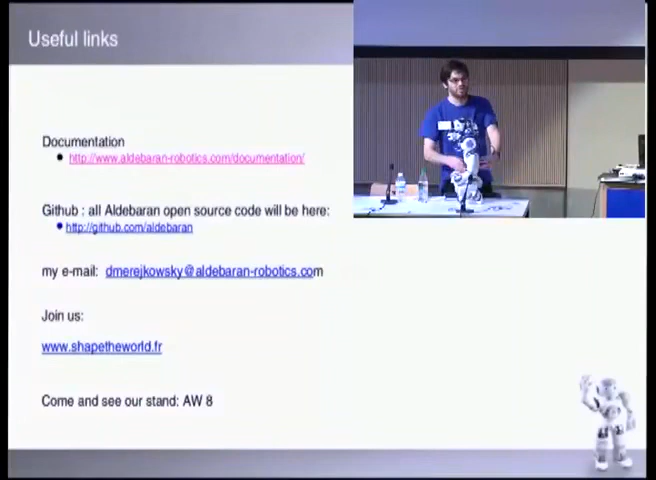 Useful links
Documentation
http://www.aldebaran-robotics.com/documentation/
Github : all Aldebaran open source code will be here:
http://github.com/aldebaran
my e-mail: dmerejkowsky@aldebaran-robotics.com
Join us:
www.shapetheworld.fr
Come and see our stand: AW 8